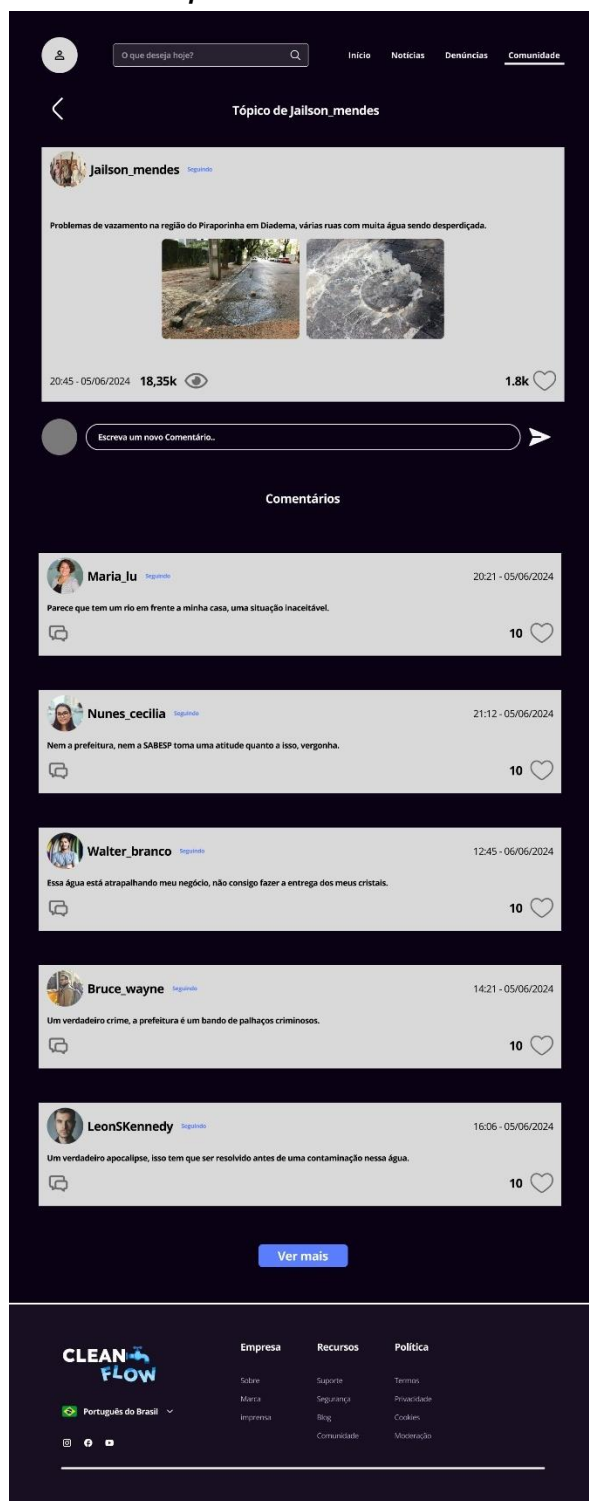 O que deseja hoje?
Início Notícias Denúncias Comunidade
Tópico de Jailson_mendes
Jailson_mendes Seguindo
Problemas de vazamento na região do Piraporinha em Diadema, várias ruas com muita água sendo desperdiçada.
20:45 - 05/06/2024 18,35k 1.8k
Escreva um novo Comentário..
Comentários
Maria_lu Seguindo 20:21 - 05/06/2024
Parece que tem um rio em frente a minha casa, uma situação inaceitável.
10
Nunes_cecilia Seguindo 21:12 - 05/06/2024
Nem a prefeitura, nem a SABESP toma uma atitude quanto a isso, vergonha.
10
Walter_branco Seguindo 12:45 - 06/06/2024
Essa água está atrapalhando meu negócio, não consigo fazer a entrega dos meus cristais.
10
Bruce_wayne Seguindo 14:21 - 05/06/2024
Um verdadeiro crime, a prefeitura é um bando de palhaços criminosos.
10
LeonSKennedy Seguindo 16:06 - 05/06/2024
Um verdadeiro apocalipse, isso tem que ser resolvido antes de uma contaminação nessa água.
10
Ver mais
CLEAN
FLOW
Português do Brasil
Empresa
Sobre
Marca
imprensa
Recursos
Suporte
Segurança
Blog
Comunidade
Política
Termos
Privacidade
Cookies
Moderação